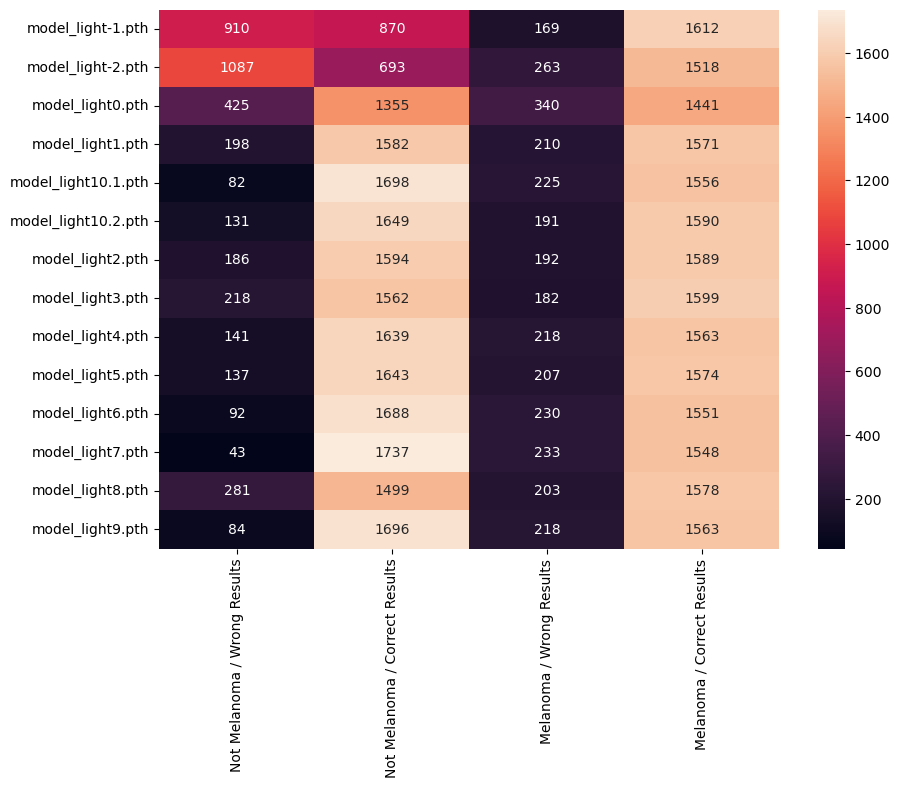 model_light-1.pth 910 870 169 1612
model_light-2.pth 1087 693 263 1518
model_light0.pth 425 1355 340 1441
model_light1.pth 198 1582 210 1571
model_light10.1.pth 82 1698 225 1556
model_light10.2.pth 131 1649 191 1590
model_light2.pth 186 1594 192 1589
model_light3.pth 218 1562 182 1599
model_light4.pth 141 1639 218 1563
model_light5.pth 137 1643 207 1574
model_light6.pth 92 1688 230 1551
model_light7.pth 43 1737 233 1548
model_light8.pth 281 1499 203 1578
model_light9.pth 84 1696 218 1563
Not Melanoma / Wrong Results
Not Melanoma / Correct Results
Melanoma / Wrong Results
Melanoma / Correct Results
1600
1400
1200
1000
800
600
400
200